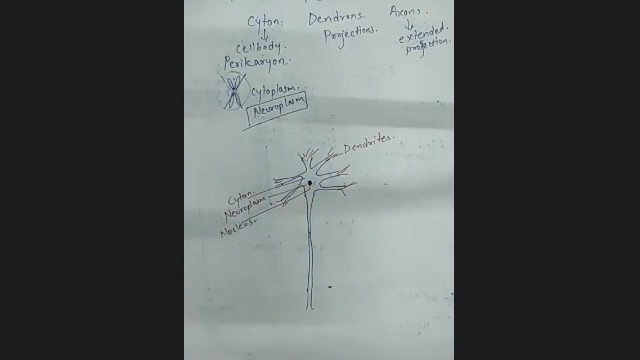 Cyton: Dendrons. Axons.
↓ Projections. ↓
cellbody. extended
Perikaryon. projection.
Cytoplasm.
Neuroplasm
Dendrites.
Cyton.
Neuroplasm
Nucleus.